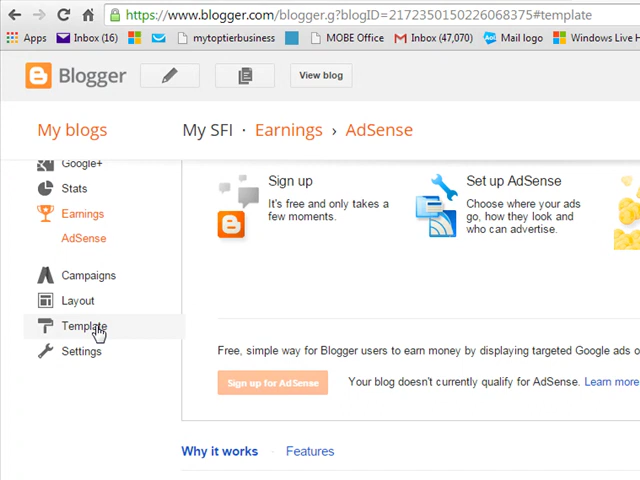 https://www.blogger.com/blogger.g?blogID=2172350150226068375#template
Apps
Inbox (16)
mytoptierbusiness
MOBE Office
Inbox (47,070)
Aol
Mail logo
Windows Live H
Blogger
View blog
My blogs
My SFI · Earnings › AdSense
Google+
Stats
Earnings
AdSense
Campaigns
Layout
Template
Settings
Sign up
It's free and only takes a
few moments.
Set up AdSense
Choose where your ads
go, how they look and
who can advertise.
Free, simple way for Blogger users to earn money by displaying targeted Google ads o
Sign up for AdSense
Your blog doesn't currently qualify for AdSense. Learn more
Why it works · Features